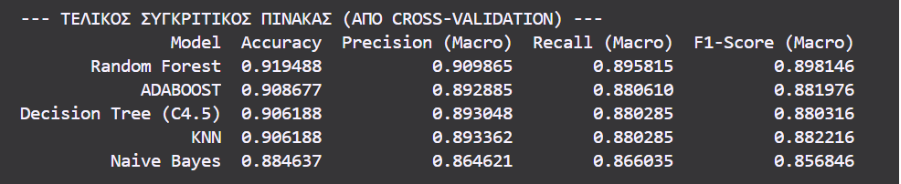 --- ΤΕΛΙΚΟΣ ΣΥΓΚΡΙΤΙΚΟΣ ΠΙΝΑΚΑΣ (ΑΠΟ CROSS-VALIDATION) ---
Model Accuracy Precision (Macro) Recall (Macro) F1-Score (Macro)
Random Forest 0.919488 0.909865 0.895815 0.898146
ADABOOST 0.908677 0.892885 0.880610 0.881976
Decision Tree (C4.5) 0.906188 0.893048 0.880285 0.880316
KNN 0.906188 0.893362 0.880285 0.882216
Naive Bayes 0.884637 0.864621 0.866035 0.856846